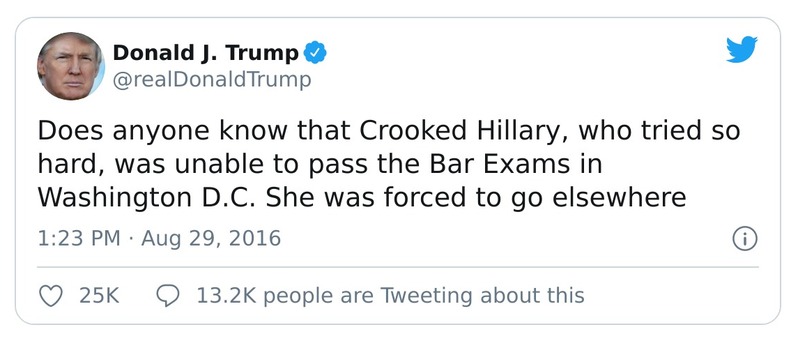 Donald J. Trump
@realDonaldTrump
Does anyone know that Crooked Hillary, who tried so
hard, was unable to pass the Bar Exams in
Washington D.C. She was forced to go elsewhere
1:23 PM · Aug 29, 2016
25K 13.2K people are Tweeting about this